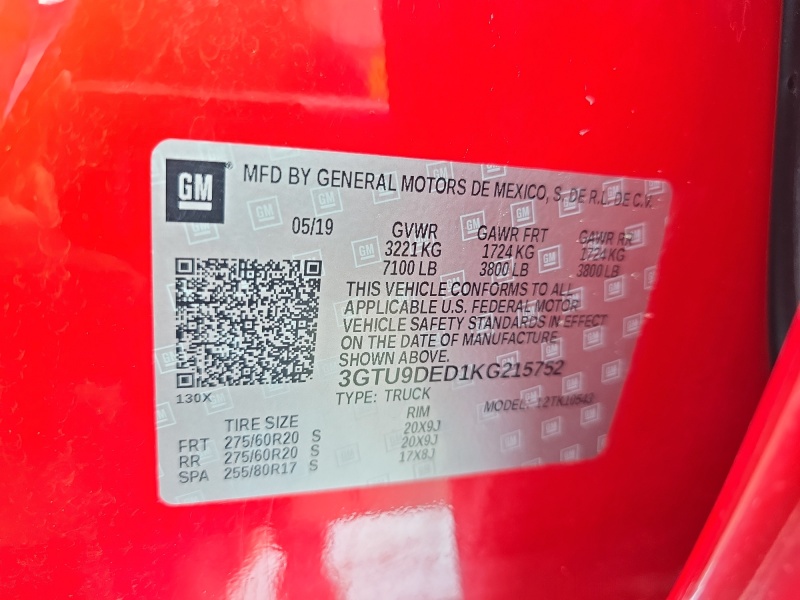 GM
MFD BY GENERAL MOTORS DE MEXICO, S. DE R.L. DE C.V.
05/19
GVWR GAWR FRT GAWR RR
3221 KG 1724 KG 1724 KG
7100 LB 3800 LB 3800 LB
THIS VEHICLE CONFORMS TO ALL
APPLICABLE U.S. FEDERAL MOTOR
VEHICLE SAFETY STANDARDS IN EFFECT
ON THE DATE OF MANUFACTURE
SHOWN ABOVE.
3GTU9DED1KG215752
130X
TYPE: TRUCK MODEL:
TIRE SIZE RIM
FRT 275/60R20 S 20X9J
RR 275/60R20 S 20X9J
SPA 255/80R17 S 17X8J